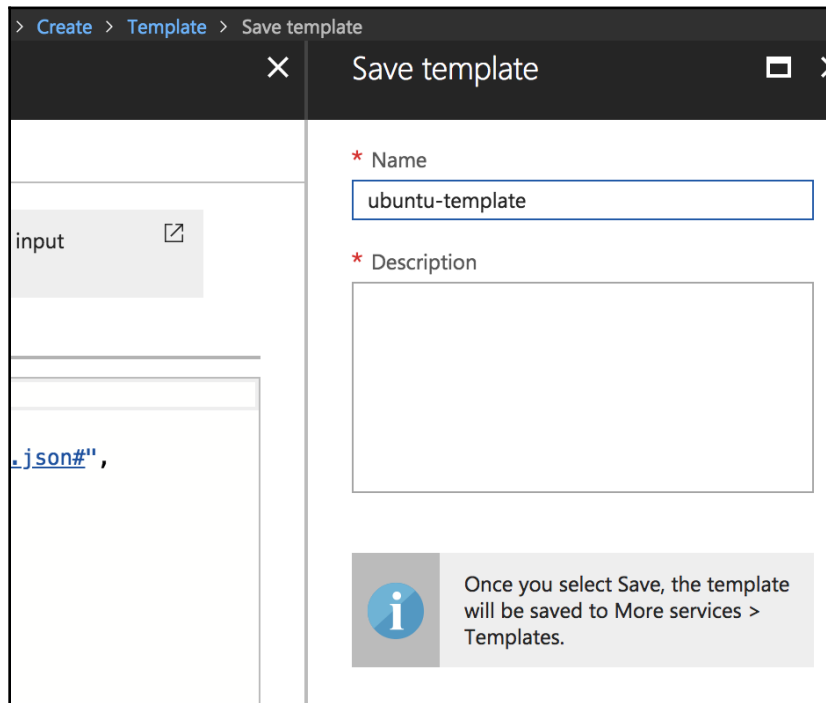 > Create > Template > Save template
Save template
* Name
ubuntu-template
input
* Description
.json#",
Once you select Save, the template
will be saved to More services >
Templates.